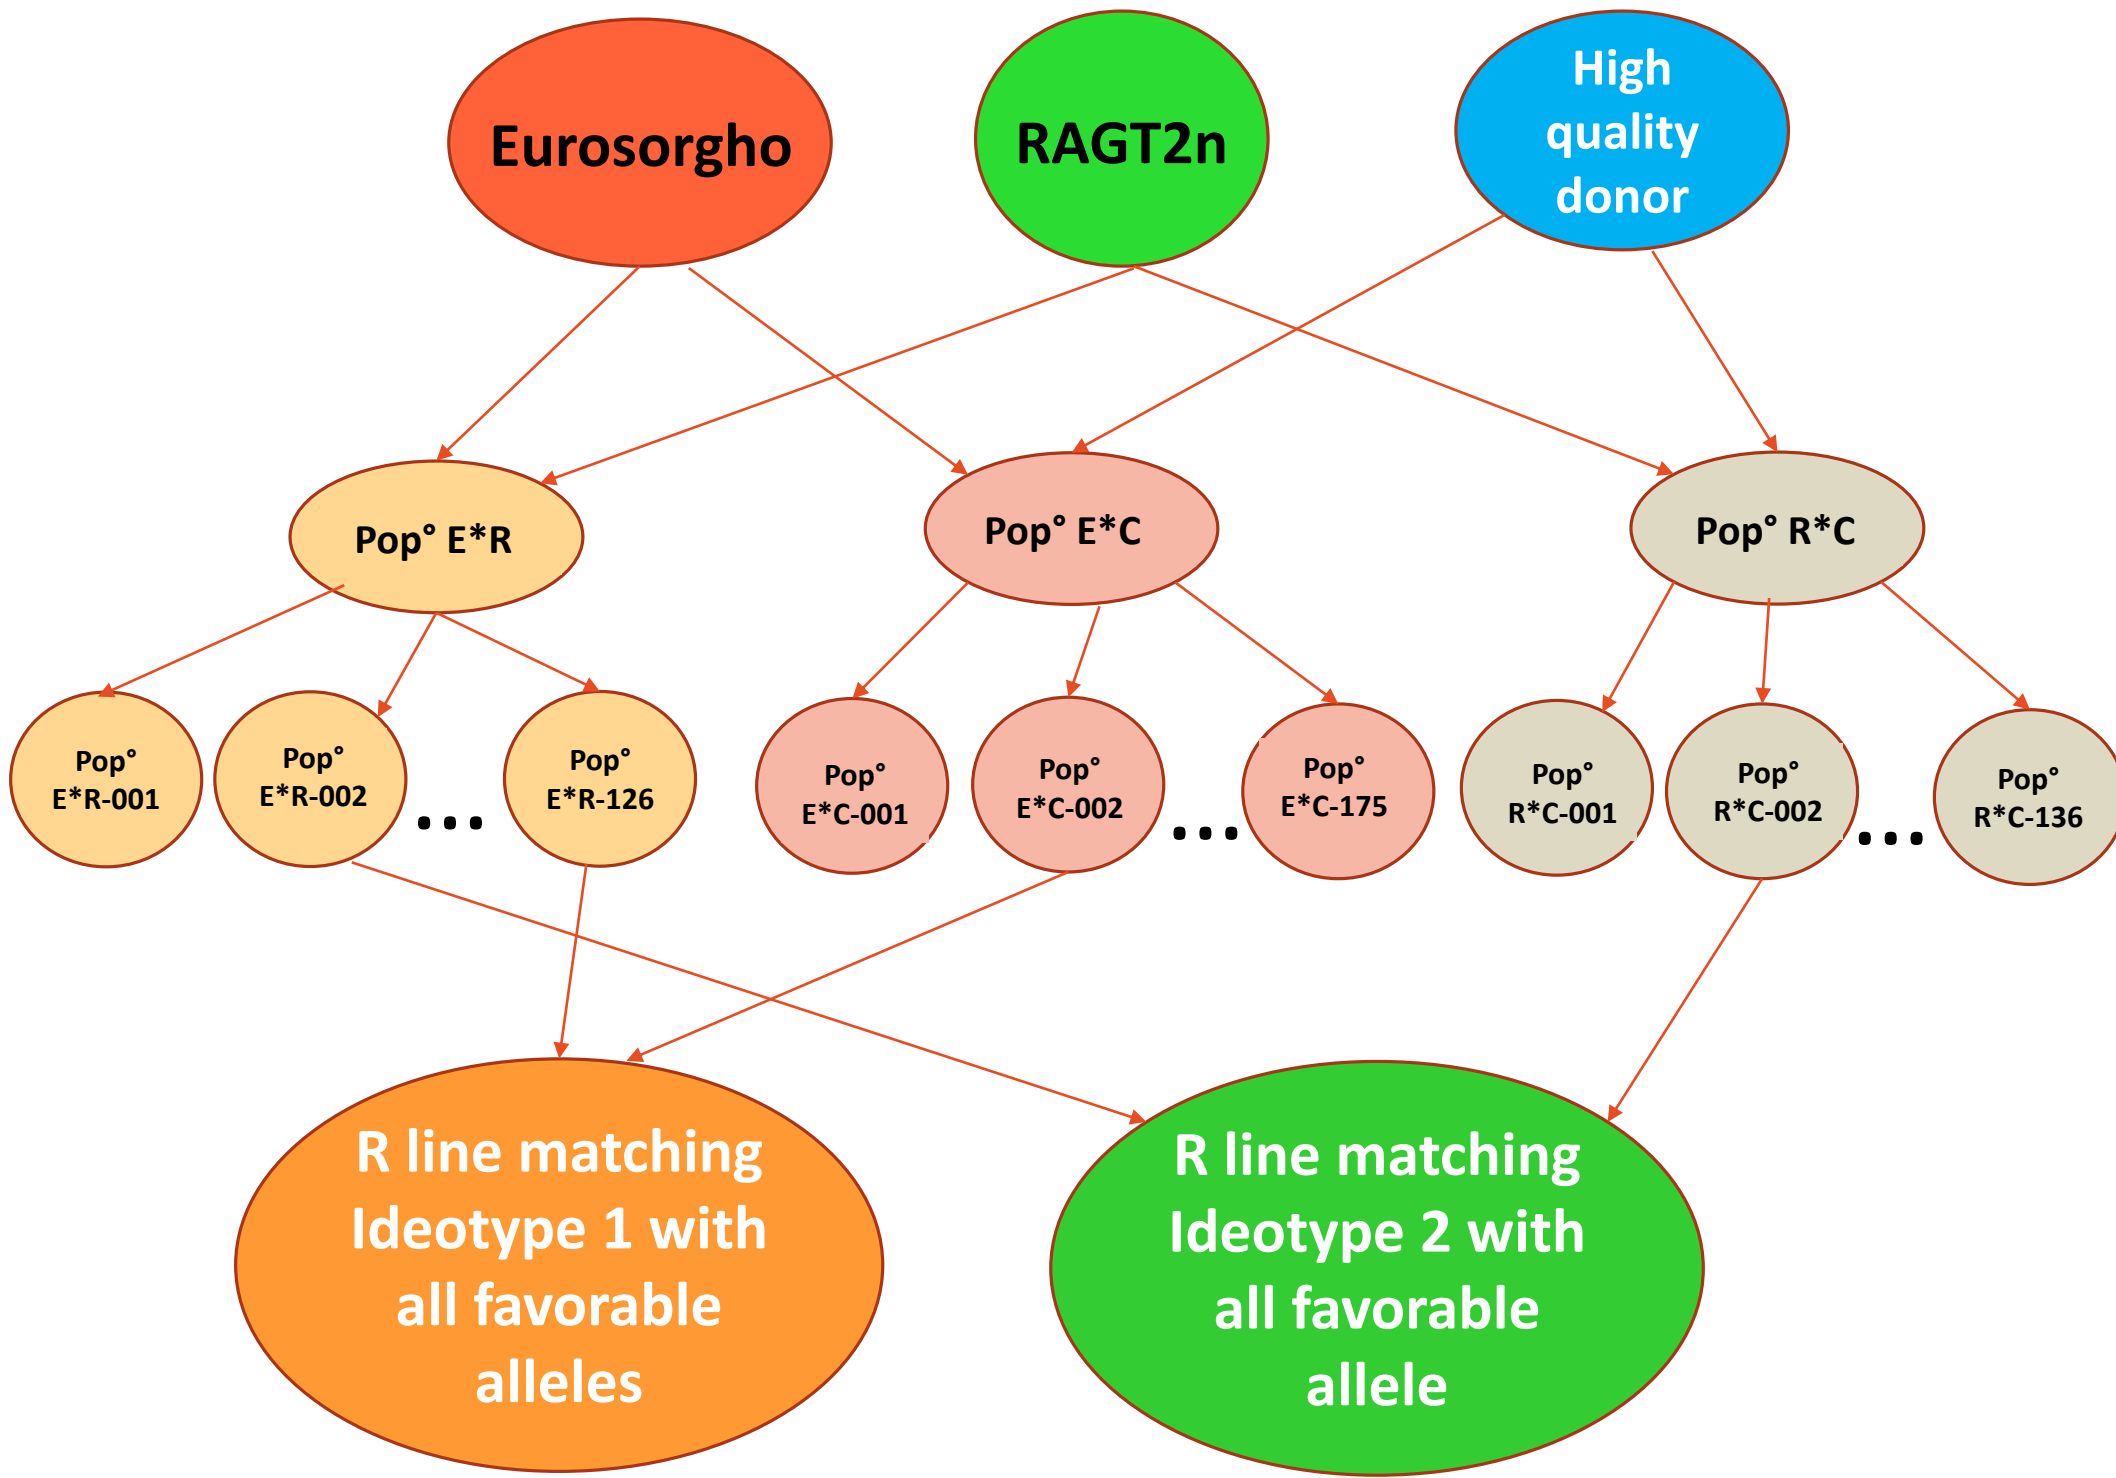 Eurosorgho
RAGT2n
High
quality
donor
Pop° E*R
Pop° E*C
Pop° R*C
Pop°
E*R-001
Pop°
E*R-002
...
Pop°
E*R-126
Pop°
E*C-001
Pop°
E*C-002
...
Pop°
E*C-175
Pop°
R*C-001
Pop°
R*C-002
...
Pop°
R*C-136
R line matching
Ideotype 1 with
all favorable
alleles
R line matching
Ideotype 2 with
all favorable
allele